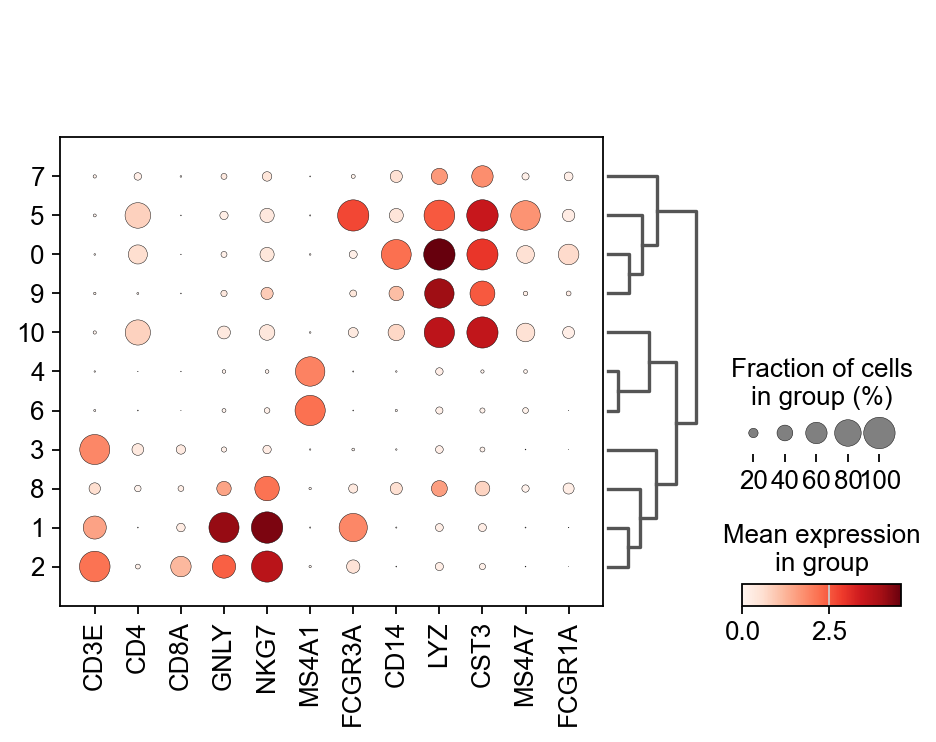 7
5
0
9
10
4
6
3
8
1
2
CD3E CD4 CD8A GNLY NKG7 MS4A1 FCGR3A CD14 LYZ CST3 MS4A7 FCGR1A
Fraction of cells
in group (%)
20 40 60 80 100
Mean expression
in group
0.0 2.5